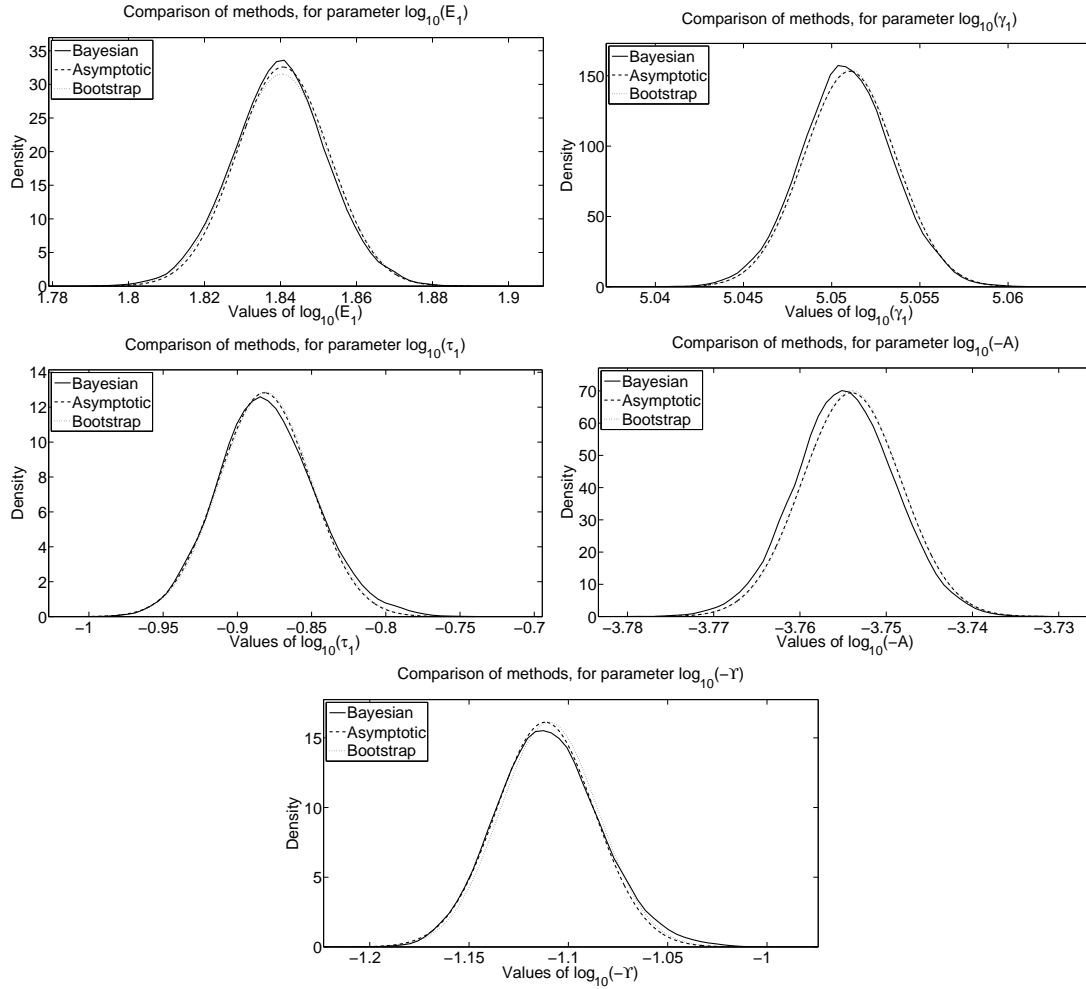 Comparison of methods, for parameter log10(E1)
35
30
25
20
15
10
5
0
Density
Bayesian
Asymptotic
Bootstrap
1.78 1.8 1.82 1.84 1.86 1.88 1.9
Values of log10(E1)
Comparison of methods, for parameter log10(γ1)
150
100
50
0
Density
Bayesian
Asymptotic
Bootstrap
5.04 5.045 5.05 5.055 5.06
Values of log10(γ1)
Comparison of methods, for parameter log10(τ1)
14
12
10
8
6
4
2
0
Density
Bayesian
Asymptotic
Bootstrap
−1 −0.95 −0.9 −0.85 −0.8 −0.75 −0.7
Values of log10(τ1)
Comparison of methods, for parameter log10(−A)
70
60
50
40
30
20
10
0
Density
Bayesian
Asymptotic
Bootstrap
−3.78 −3.77 −3.76 −3.75 −3.74 −3.73
Values of log10(−A)
Comparison of methods, for parameter log10(−ϒ)
15
10
5
0
Density
Bayesian
Asymptotic
Bootstrap
−1.2 −1.15 −1.1 −1.05 −1
Values of log10(−ϒ)